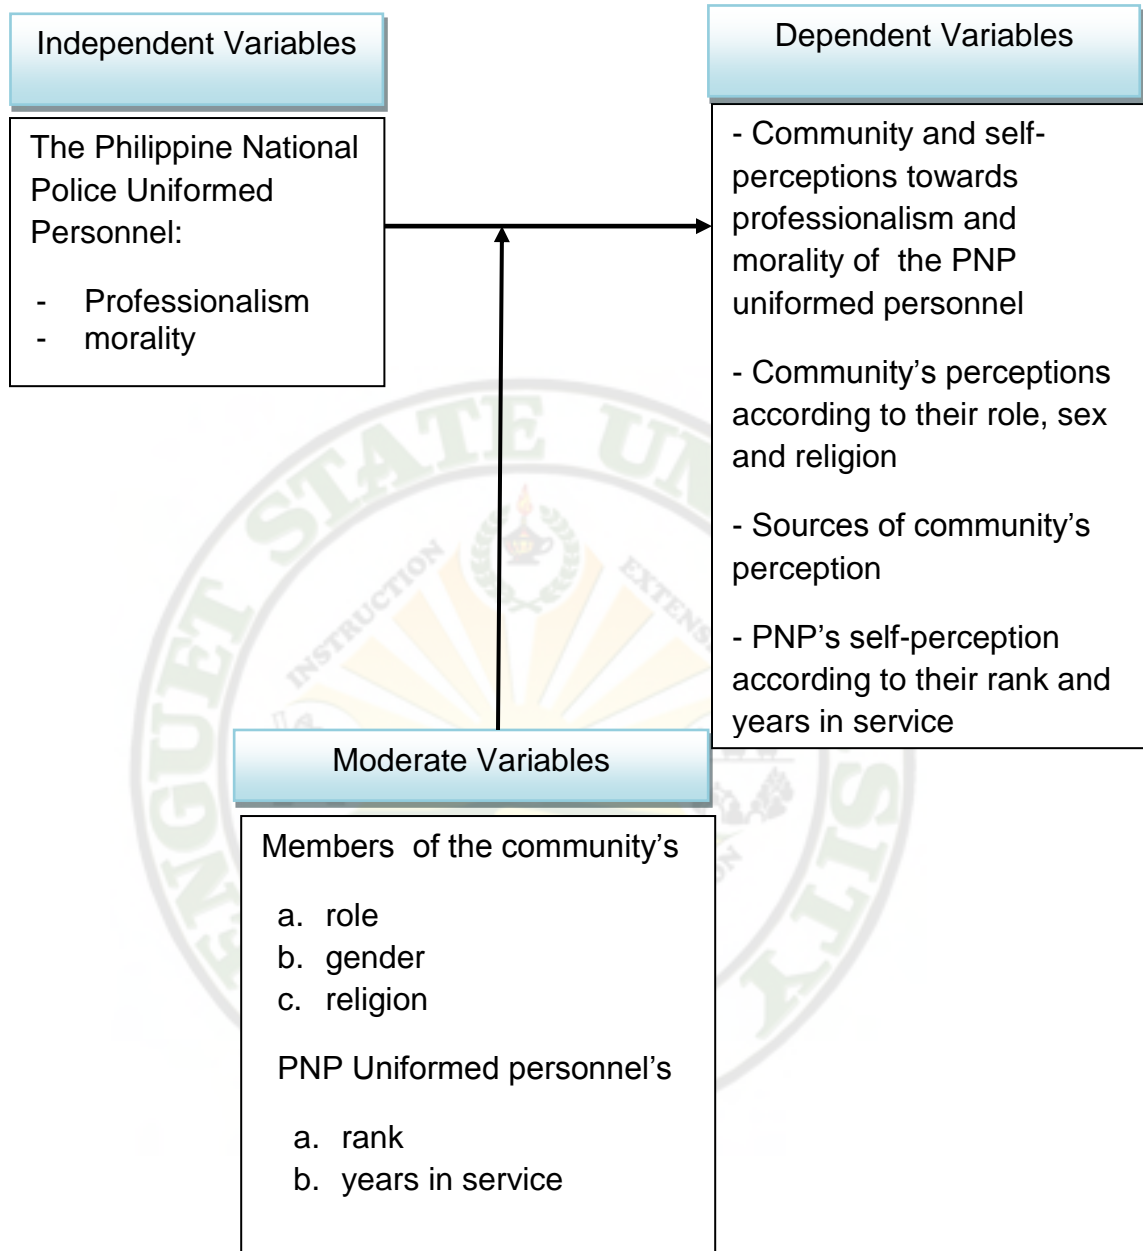 Independent Variables
The Philippine National
Police Uniformed
Personnel:
- Professionalism
- morality
Dependent Variables
- Community and self-
perceptions towards
professionalism and
morality of the PNP
uniformed personnel
- Community’s perceptions
according to their role, sex
and religion
- Sources of community’s
perception
- PNP’s self-perception
according to their rank and
years in service
Moderate Variables
Members of the community’s
a. role
b. gender
c. religion
PNP Uniformed personnel’s
a. rank
b. years in service
STATE
INSTRUCTION